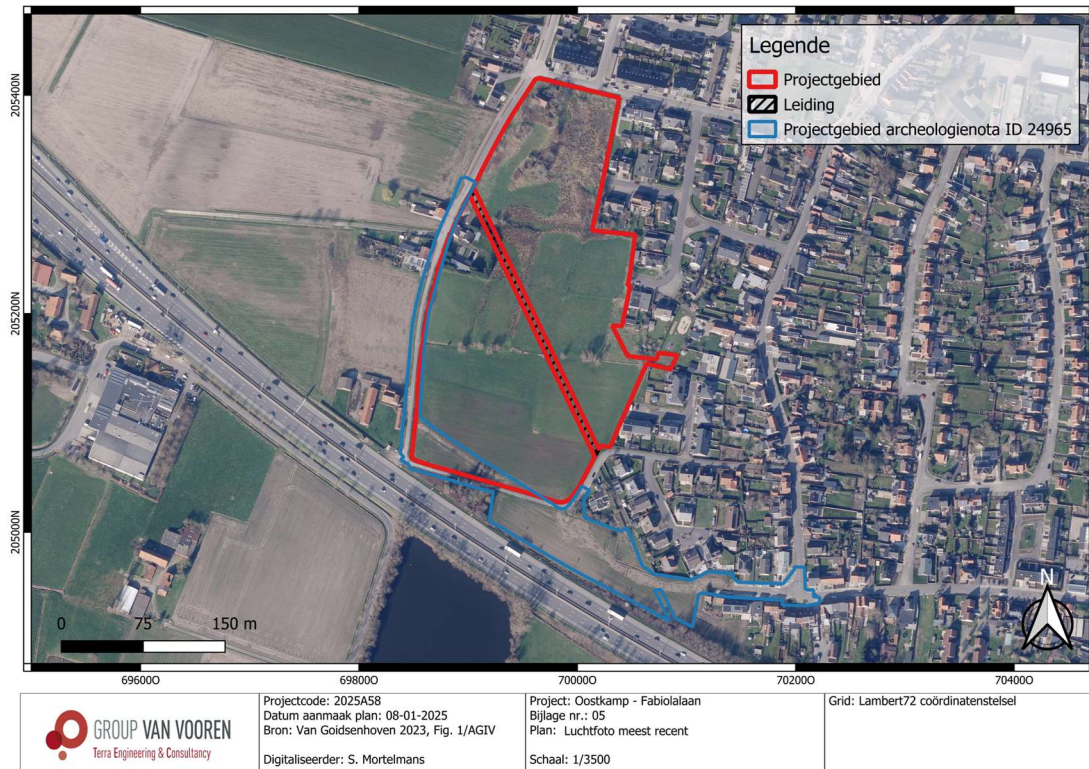 Legende
Projectgebied
Leiding
Projectgebied archeologienota ID 24965
205400N
205200N
205000N
N
0 75 150 m
696000 698000 700000 702000 704000
GROUP VAN VOOREN
Terra Engineering & Consultancy
Projectcode: 2025A58
Datum aanmaak plan: 08-01-2025
Bron: Van Goidsenhoven 2023, Fig. 1/AGIV
Digitaliseerder: S. Mortelmans
Project: Oostkamp - Fabiolalaan
Bijlage nr.: 05
Plan: Luchtfoto meest recent
Schaal: 1/3500
Grid: Lambert72 coördinatenstelsel